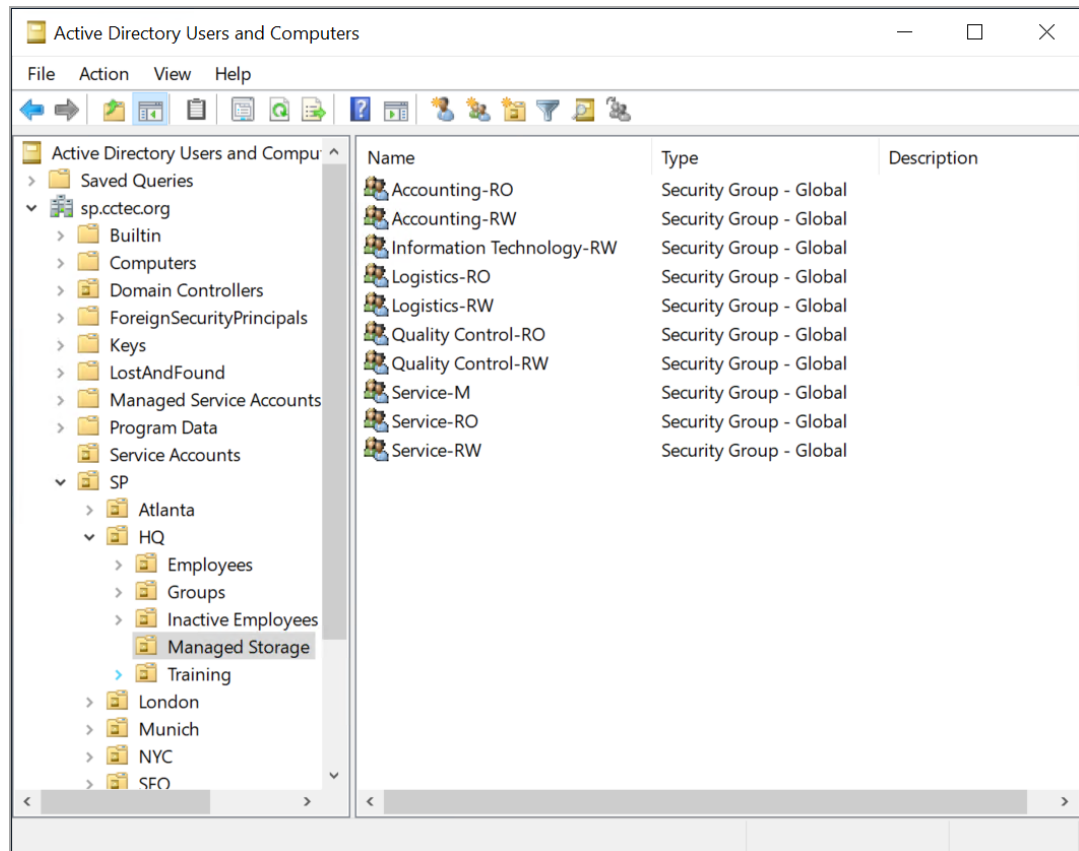 Active Directory Users and Computers
File Action View Help
Active Directory Users and Comput
Saved Queries
sp.cctec.org
Builtin
Computers
Domain Controllers
ForeignSecurityPrincipals
Keys
LostAndFound
Managed Service Accounts
Program Data
Service Accounts
SP
Atlanta
HQ
Employees
Groups
Inactive Employees
Managed Storage
Training
London
Munich
NYC
SFO
Name Type Description
Accounting-RO Security Group - Global
Accounting-RW Security Group - Global
Information Technology-RW Security Group - Global
Logistics-RO Security Group - Global
Logistics-RW Security Group - Global
Quality Control-RO Security Group - Global
Quality Control-RW Security Group - Global
Service-M Security Group - Global
Service-RO Security Group - Global
Service-RW Security Group - Global